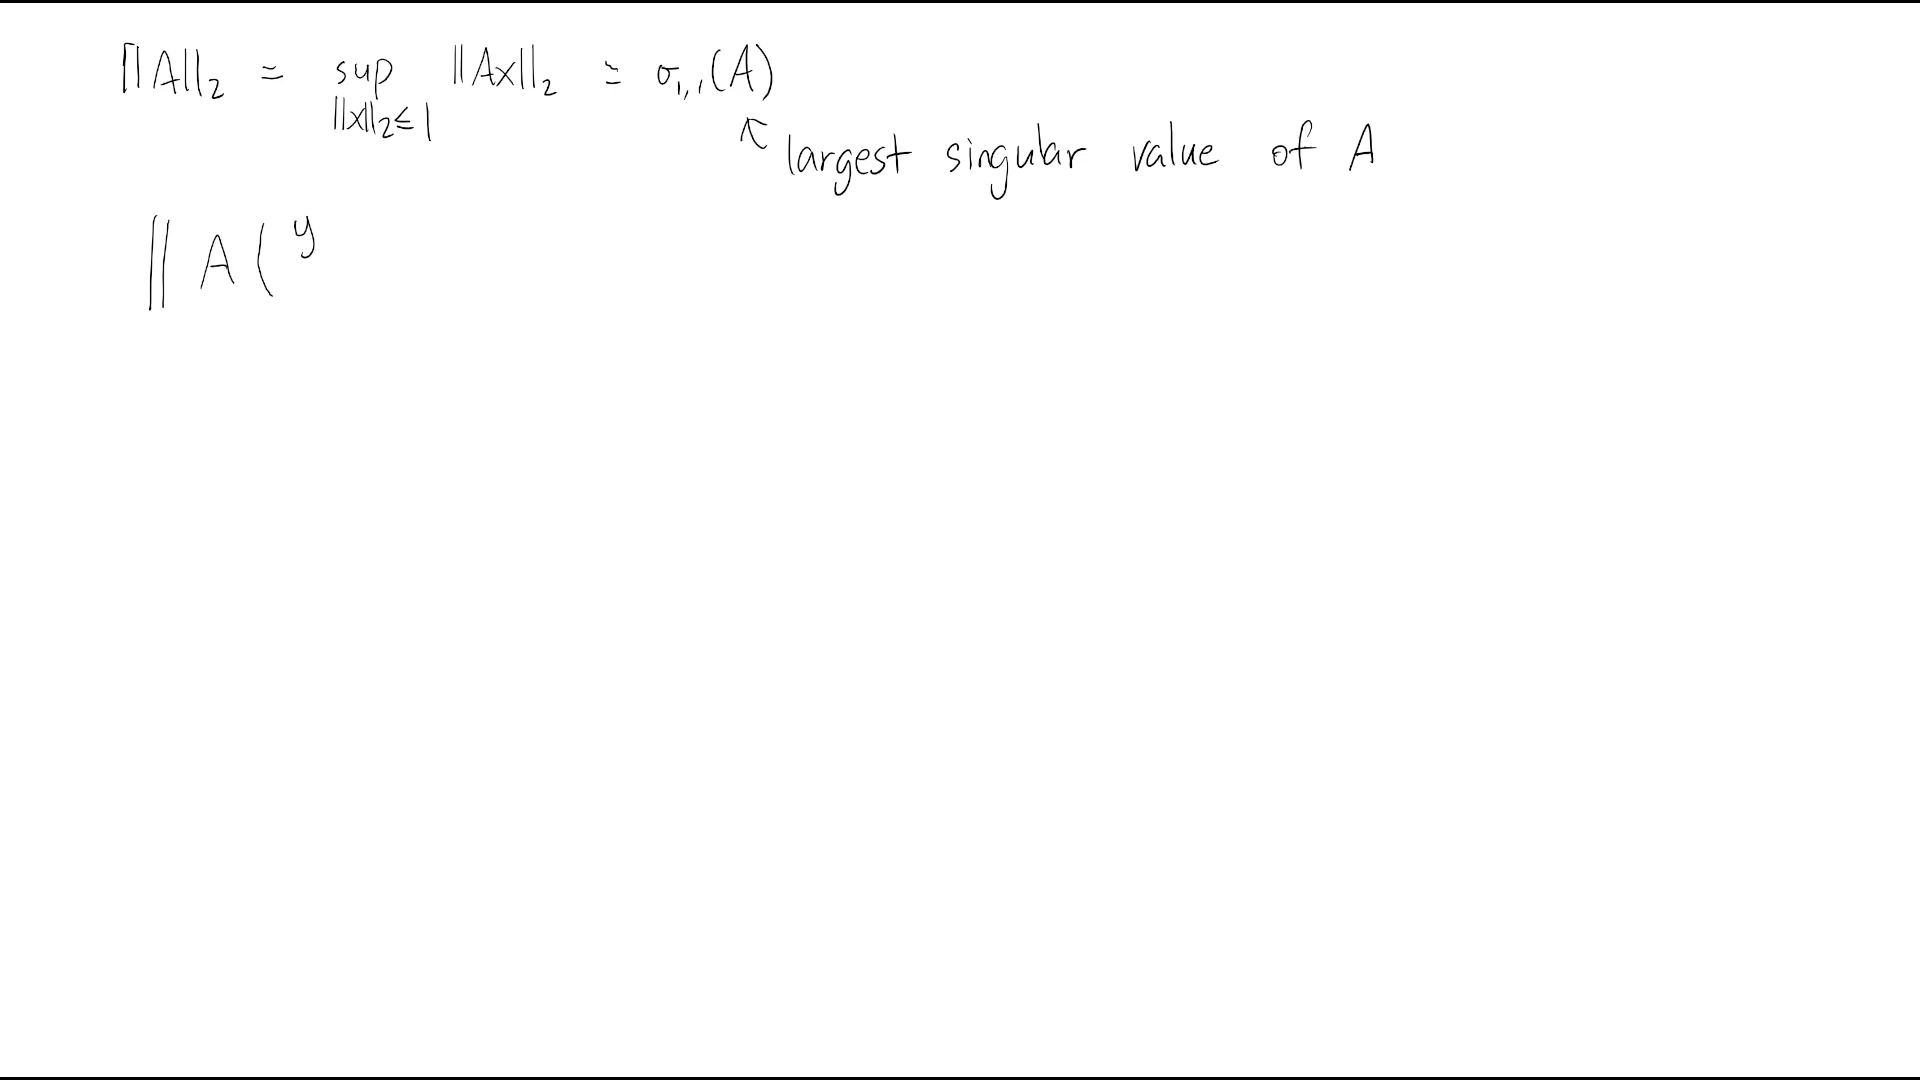 ‖A‖₂ = sup ‖Ax‖₂ = σ₁,₁(A)
‖x‖₂≤1
↖ largest singular value of A
‖ A ( y